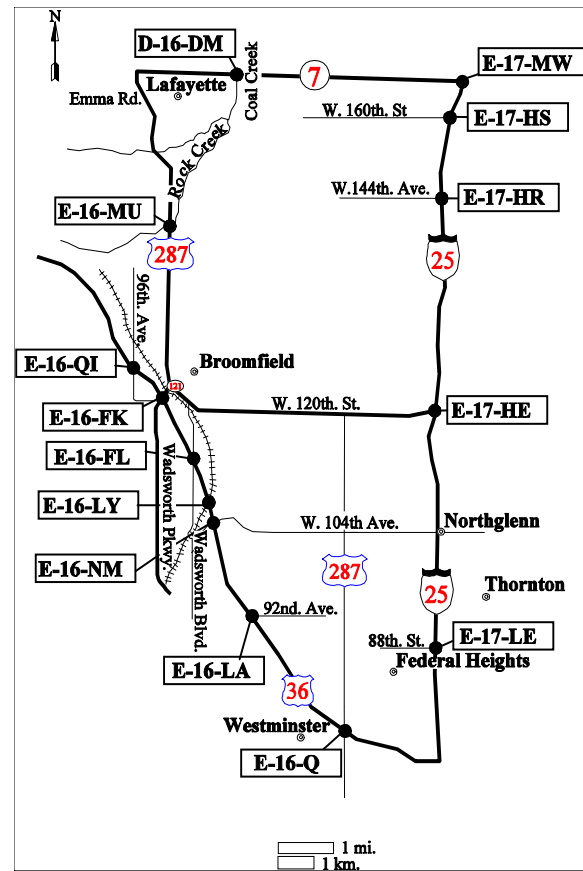 N
D-16-DM
E-17-MW
7
Lafayette
Coal Creek
Emma Rd.
W. 160th. St
E-17-HS
Rock Creek
W.144th. Ave.
E-17-HR
E-16-MU
287
25
96th. Ave.
E-16-QI
Broomfield
121
E-16-FK
W. 120th. St.
E-17-HE
E-16-FL
Wadsworth Pkwy.
E-16-LY
Wadsworth Blvd.
W. 104th Ave.
Northglenn
E-16-NM
287
25
Thornton
92nd. Ave.
88th. St.
E-17-LE
E-16-LA
Federal Heights
36
Westminster
E-16-Q
1 mi.
1 km.